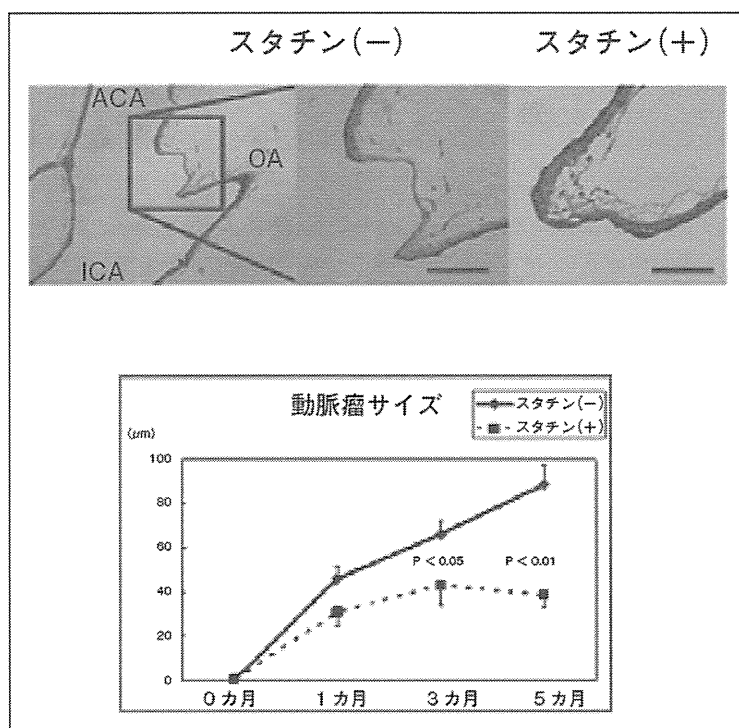 スタチン(−) スタチン(+)
ACA
OA
ICA
動脈瘤サイズ
スタチン(−)
スタチン(+)
(μm)
100
80
60
40
20
0
P < 0.05 P < 0.01
0カ月 1カ月 3カ月 5カ月